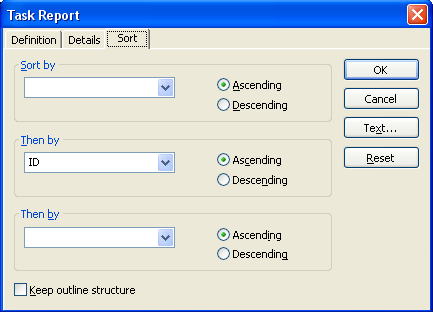 Task Report
Definition Details Sort
Sort by
Ascending
Descending
Then by
ID
Ascending
Descending
Then by
Ascending
Descending
Keep outline structure
OK
Cancel
Text...
Reset